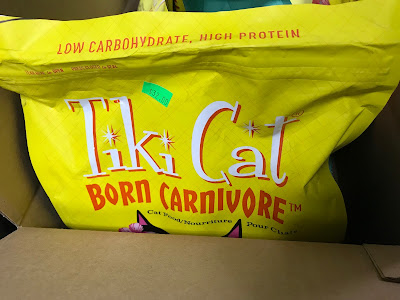 LOW CARBOHYDRATE, HIGH PROTEIN
Tiki Cat
BORN CARNIVORE™
Cat Food/Nourriture Pour Chats